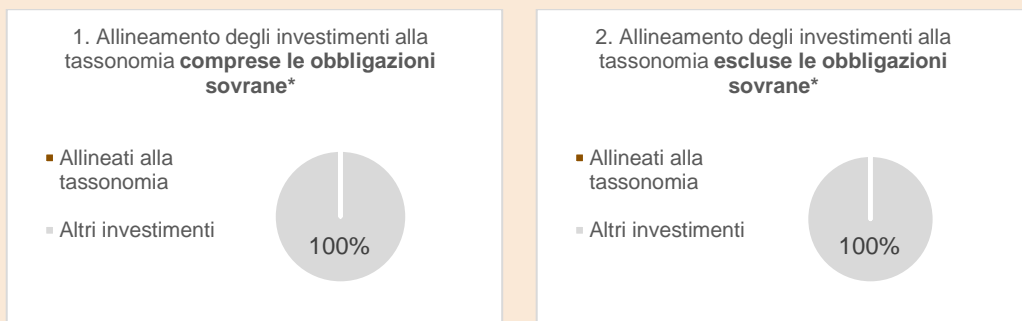 1. Allineamento degli investimenti alla
tassonomia comprese le obbligazioni
sovrane*
Allineati alla
tassonomia
Altri investimenti
100%
2. Allineamento degli investimenti alla
tassonomia escluse le obbligazioni
sovrane*
Allineati alla
tassonomia
Altri investimenti
100%